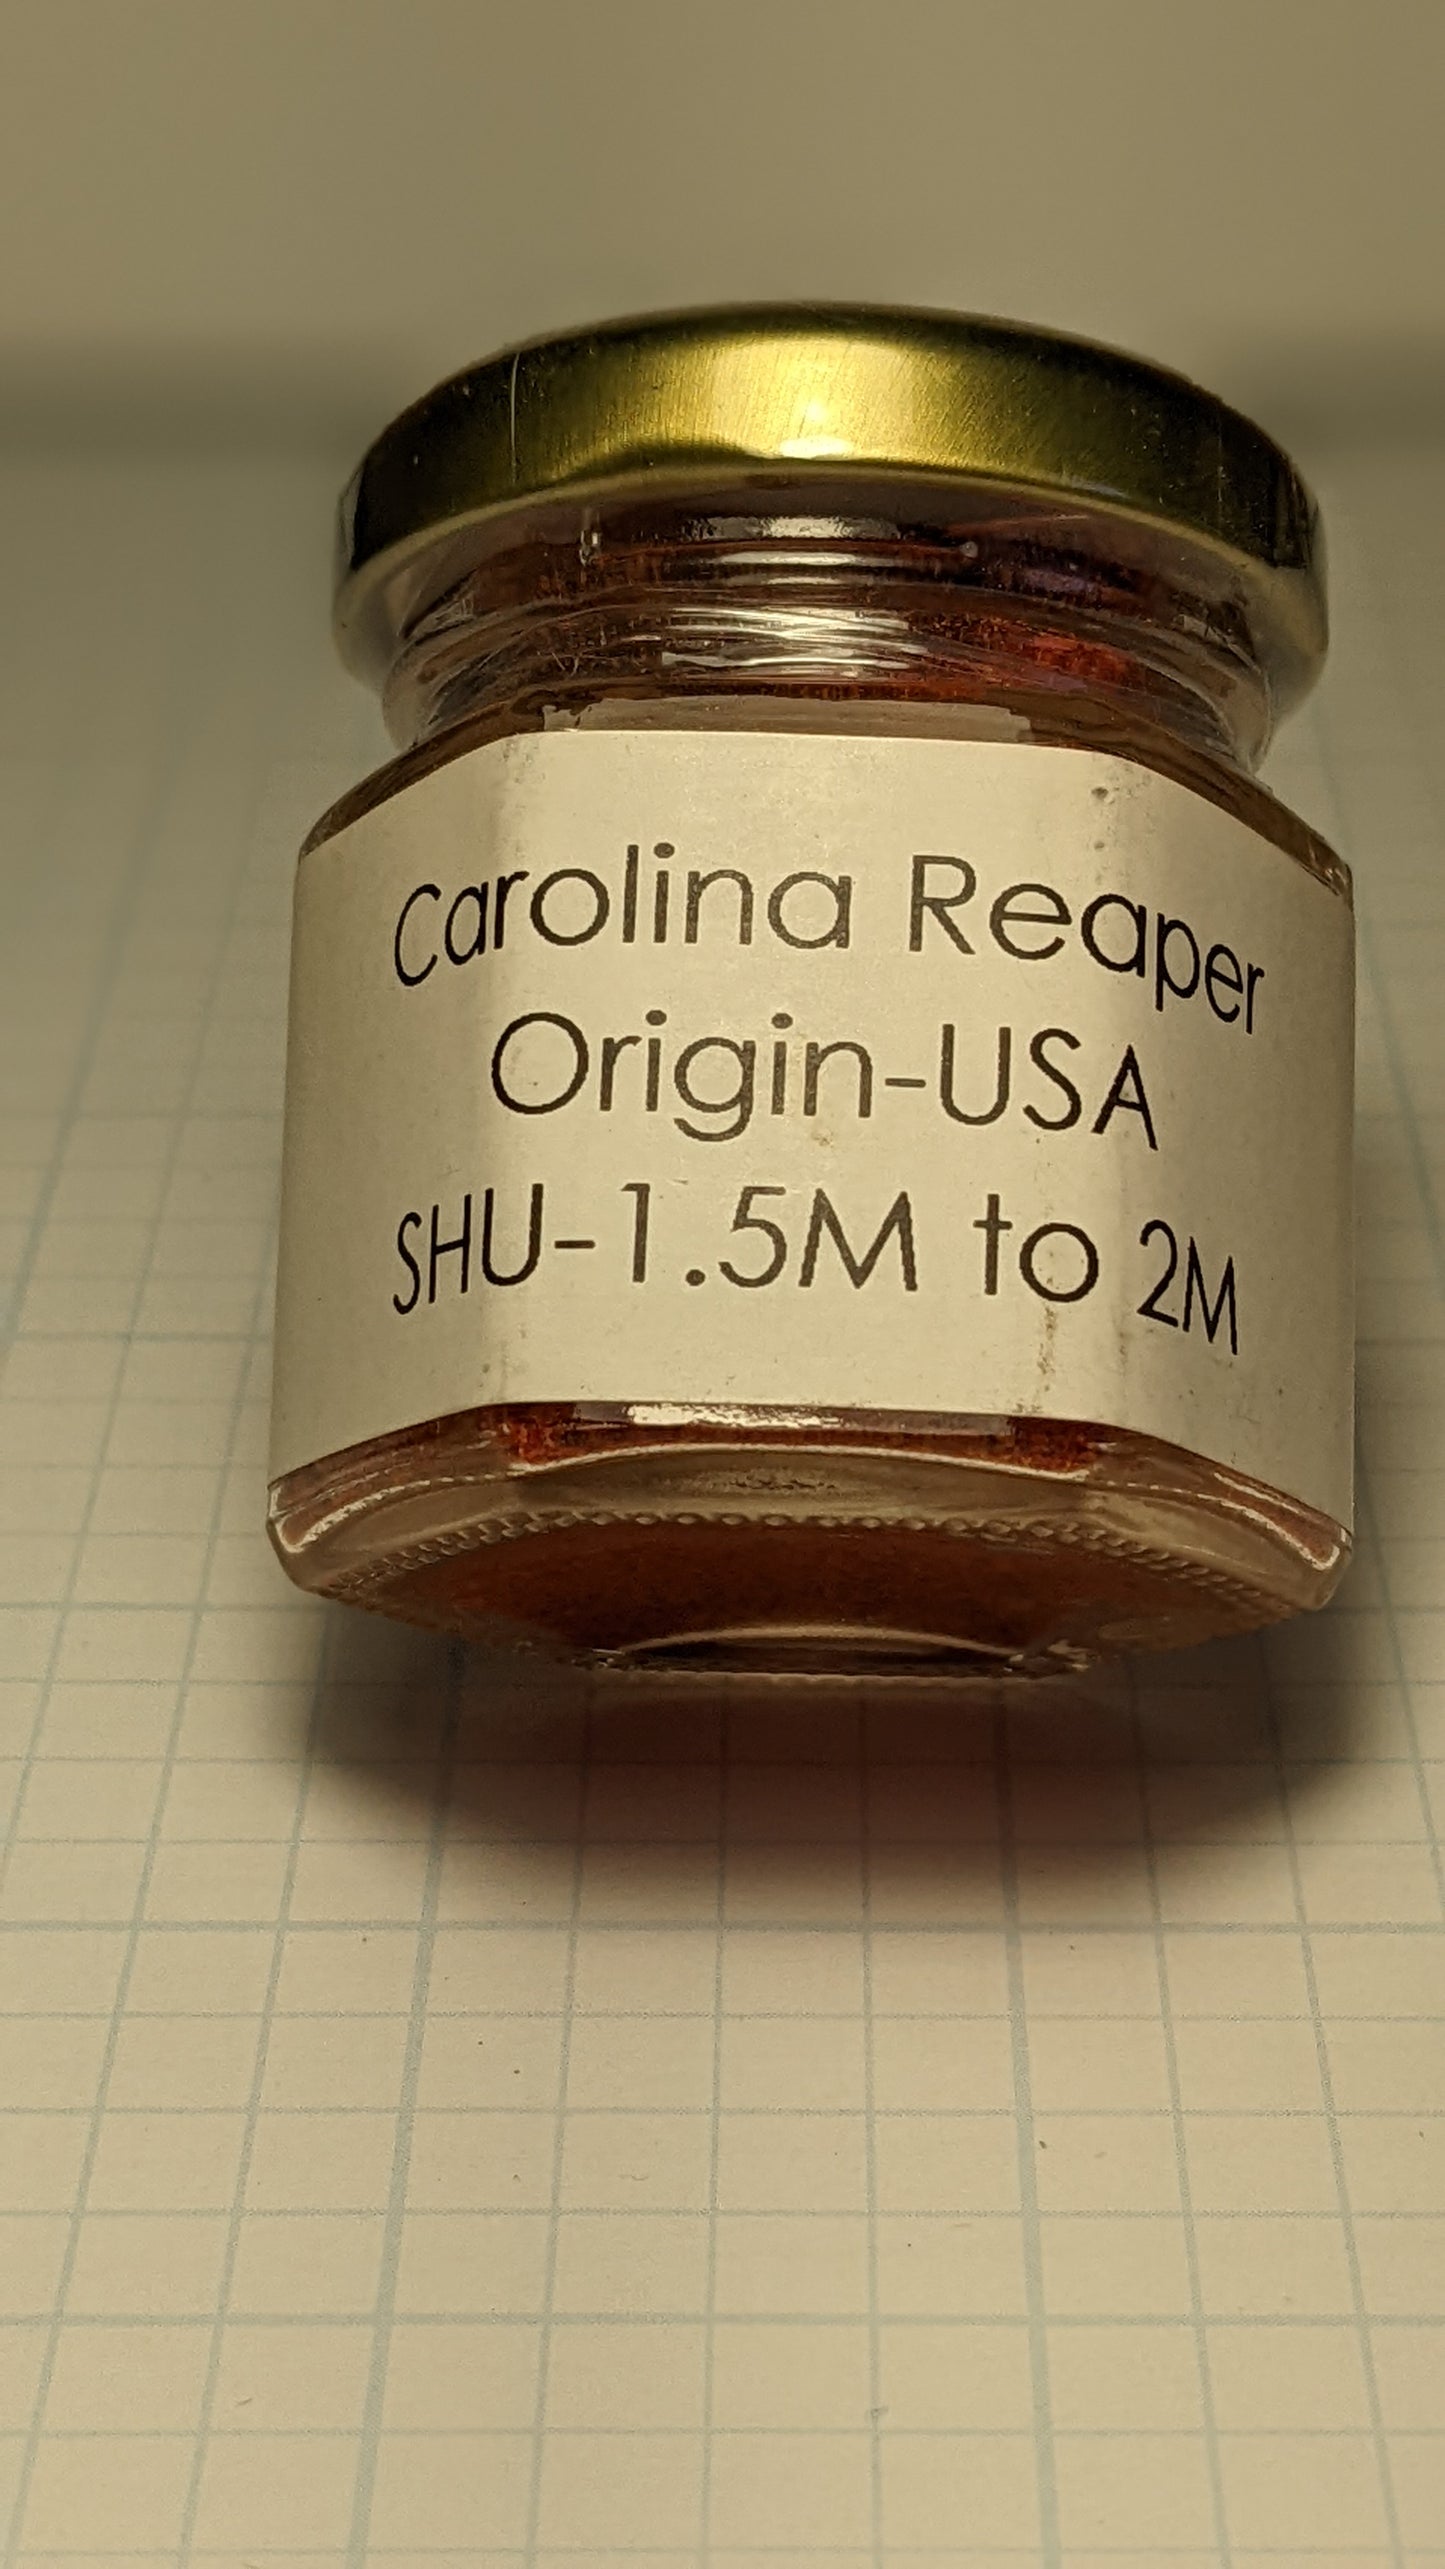 Carolina Reaper
Origin-USA
SHU-1.5M to 2M